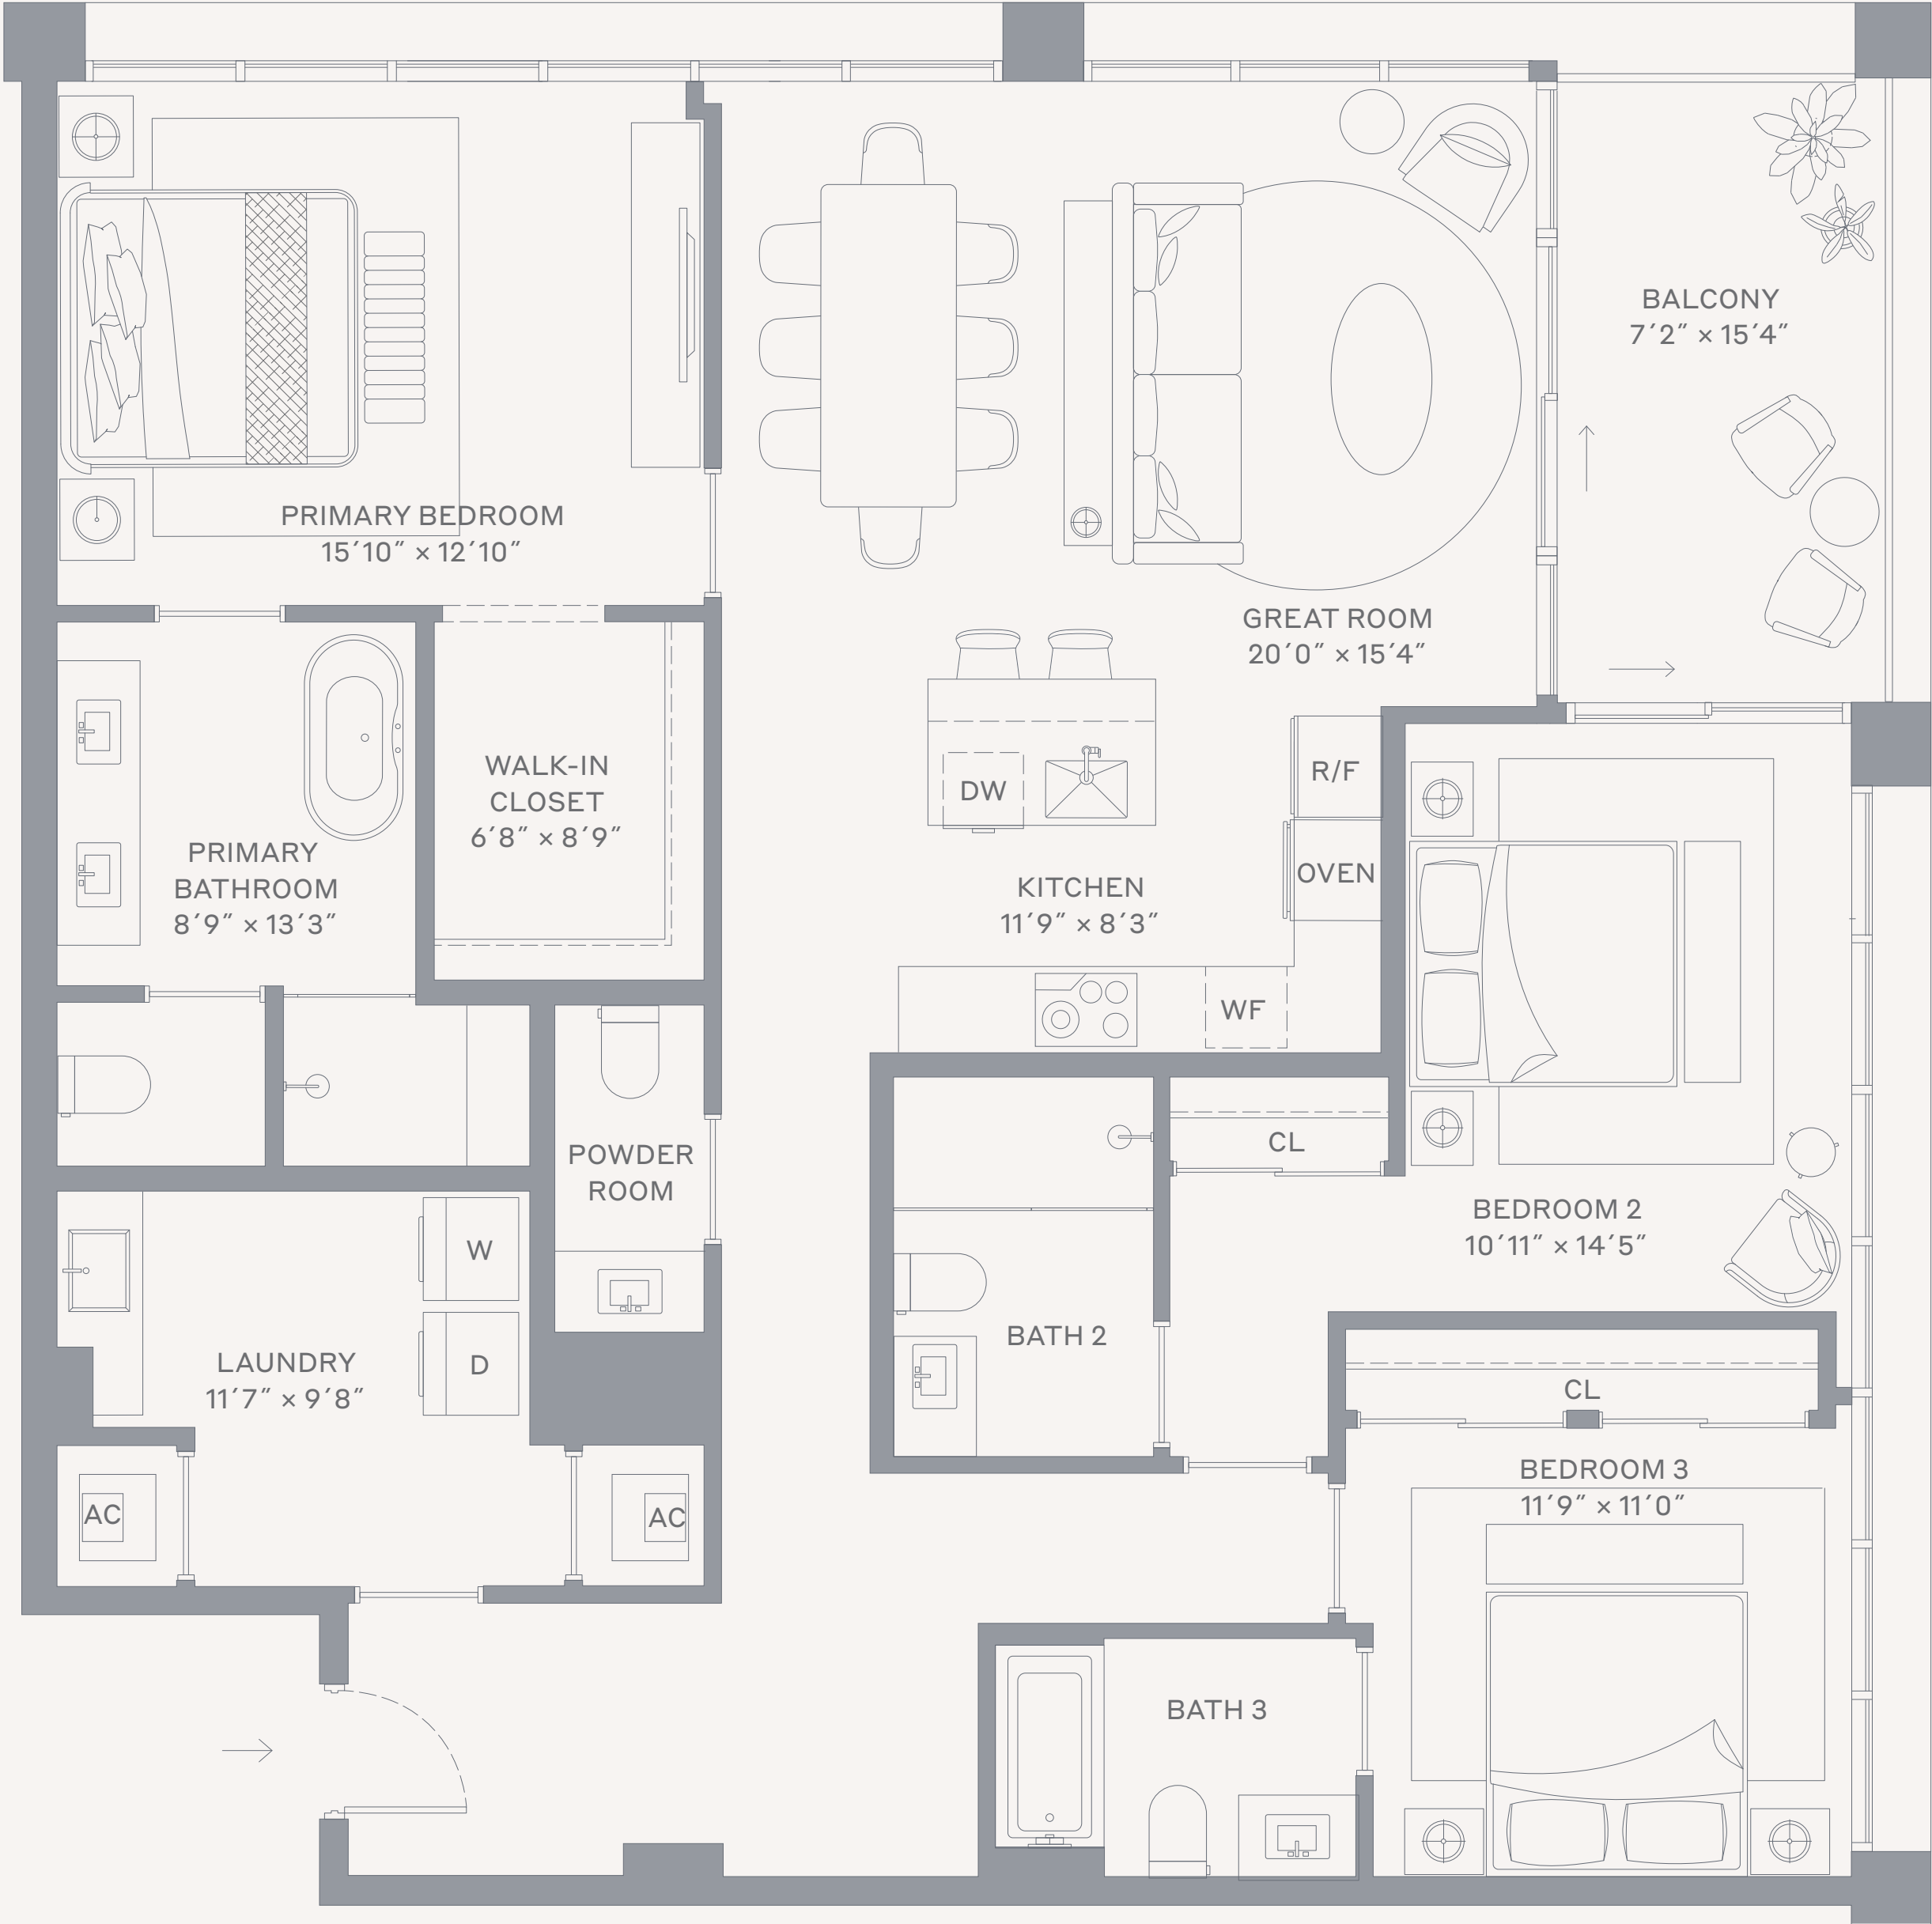 BALCONY
7´2˝ × 15´4˝
PRIMARY BEDROOM
15´10˝ × 12´10˝
GREAT ROOM
20´0˝ × 15´4˝
WALK-IN
CLOSET
6´8˝ × 8´9˝
PRIMARY
BATHROOM
8´9˝ × 13´3˝
DW
R/F
OVEN
KITCHEN
11´9˝ × 8´3˝
WF
POWDER
ROOM
CL
BEDROOM 2
10´11˝ × 14´5˝
W
D
LAUNDRY
11´7˝ × 9´8˝
BATH 2
CL
BEDROOM 3
11´9˝ × 11´0˝
AC
AC
BATH 3